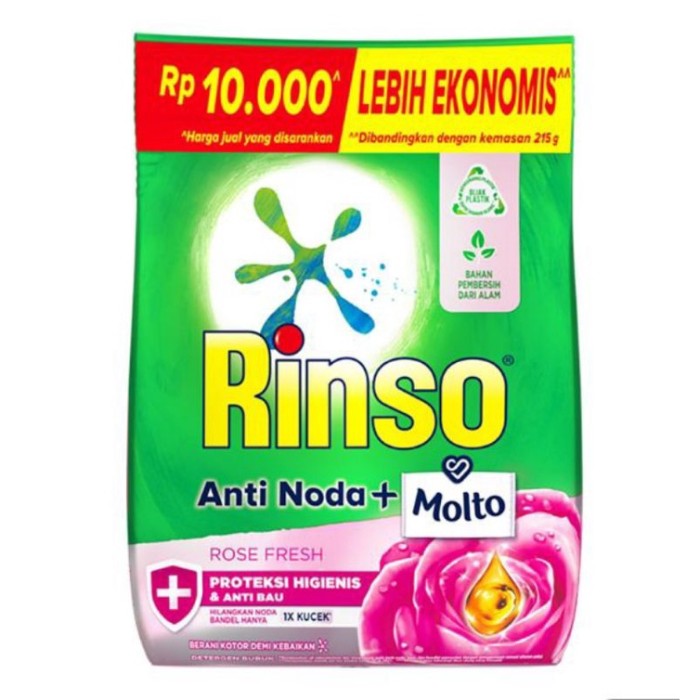 Rp 10.000^
LEBIH EKONOMIS^^
^Harga jual yang disarankan
^^Dibandingkan dengan kemasan 215g
BIJAK
PLASTIK
BAHAN
PEMBERSIH
DARI ALAM
Rinso®
Anti Noda +
Molto
ROSE FRESH
PROTEKSI HIGIENIS
& ANTI BAU
HILANGKAN NODA
BANDEL HANYA
1X KUCEK
BERANI KOTOR DEMI KEBAIKAN
DETERGEN BUBUK